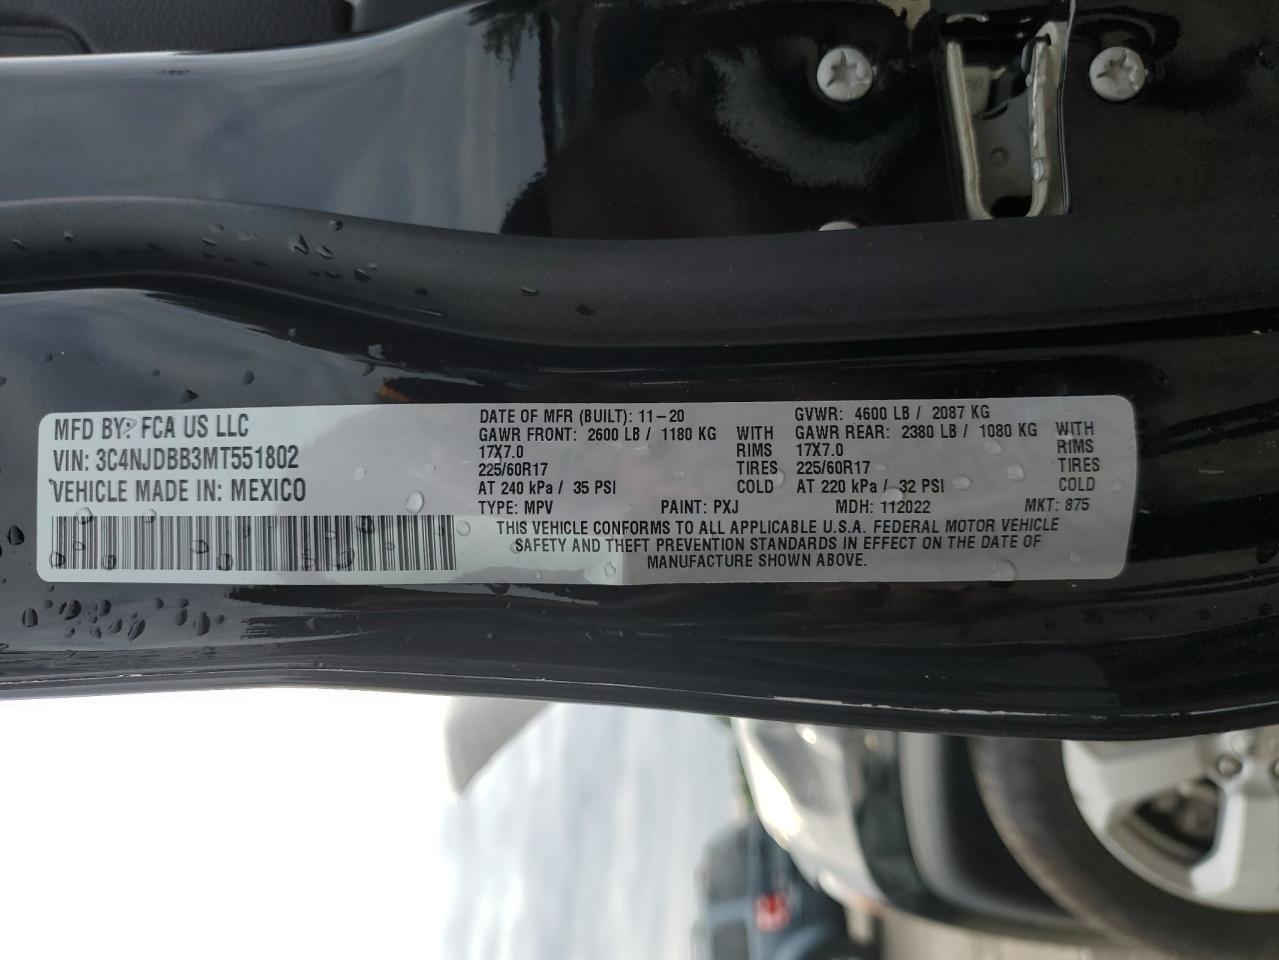 MFD BY: FCA US LLC
VIN: 3C4NJDBB3MT551802
VEHICLE MADE IN: MEXICO
DATE OF MFR (BUILT): 11-20 GVWR: 4600 LB / 2087 KG
GAWR FRONT: 2600 LB / 1180 KG WITH GAWR REAR: 2380 LB / 1080 KG WITH
17X7.0 RIMS 17X7.0 RIMS
225/60R17 TIRES 225/60R17 TIRES
AT 240 kPa / 35 PSI COLD AT 220 kPa / 32 PSI COLD
TYPE: MPV PAINT: PXJ MDH: 112022 MKT: 875
THIS VEHICLE CONFORMS TO ALL APPLICABLE U.S.A. FEDERAL MOTOR VEHICLE
SAFETY AND THEFT PREVENTION STANDARDS IN EFFECT ON THE DATE OF
MANUFACTURE SHOWN ABOVE.